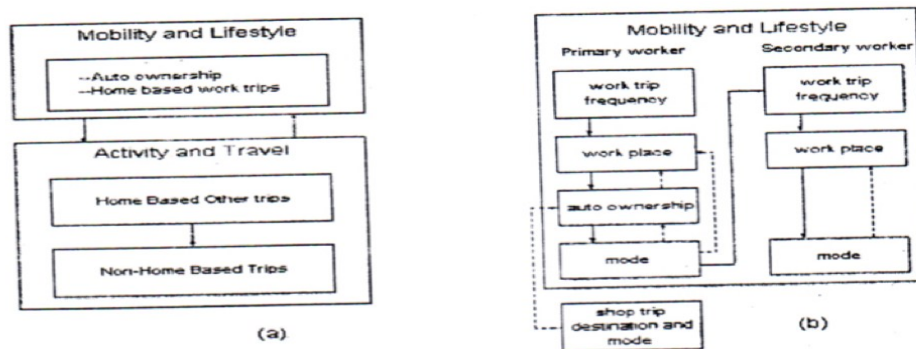 Mobility and Lifestyle
--Auto ownership
--Home based work trips
Activity and Travel
Home Based Other trips
Non-Home Based Trips
(a)
Mobility and Lifestyle
Primary worker
work trip
frequency
work place
auto ownership
mode
shop trip
destination and
mode
Secondary worker
work trip
frequency
work place
mode
(b)